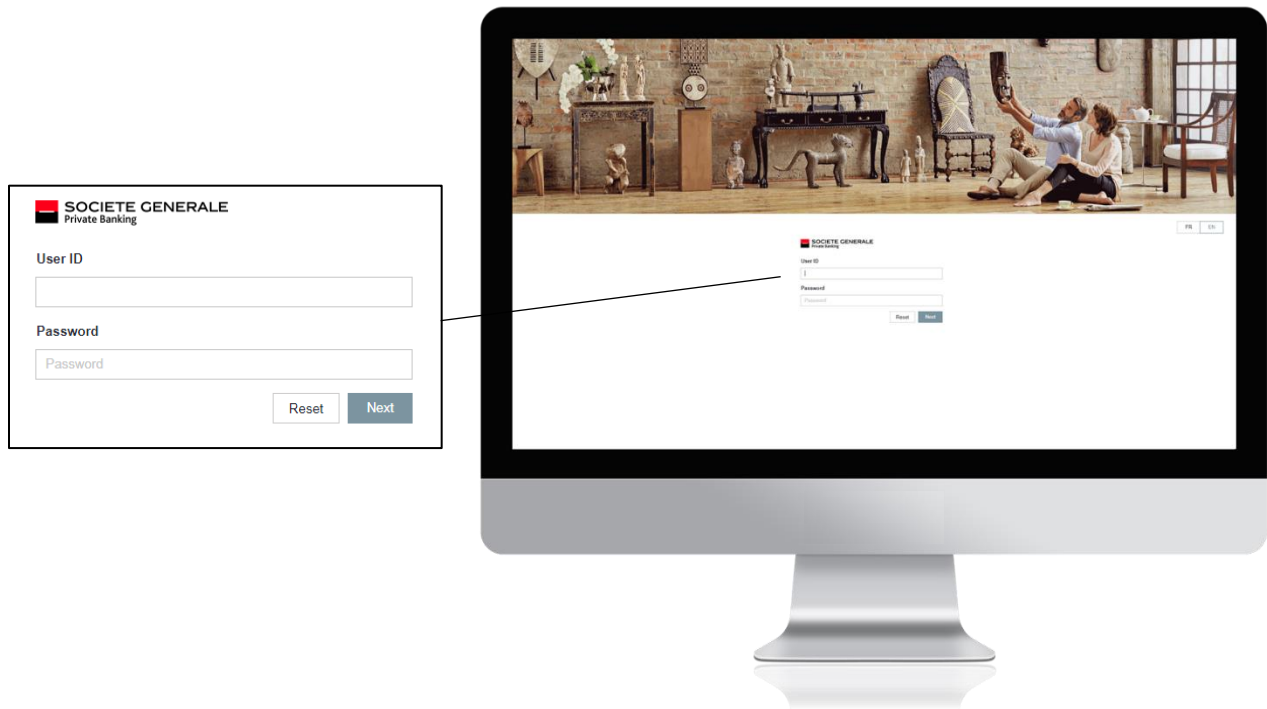 SOCIETE GENERALE
Private Banking
User ID
Password
Password
Reset Next
FR EN
SOCIETE GENERALE
Private Banking
User ID
Password
Password
Reset Next